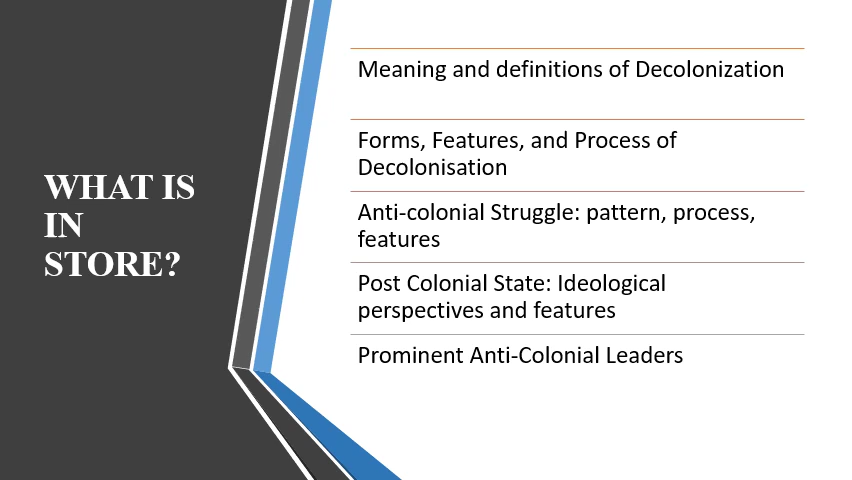 WHAT IS
IN
STORE?
Meaning and definitions of Decolonization
Forms, Features, and Process of
Decolonisation
Anti-colonial Struggle: pattern, process,
features
Post Colonial State: Ideological
perspectives and features
Prominent Anti-Colonial Leaders